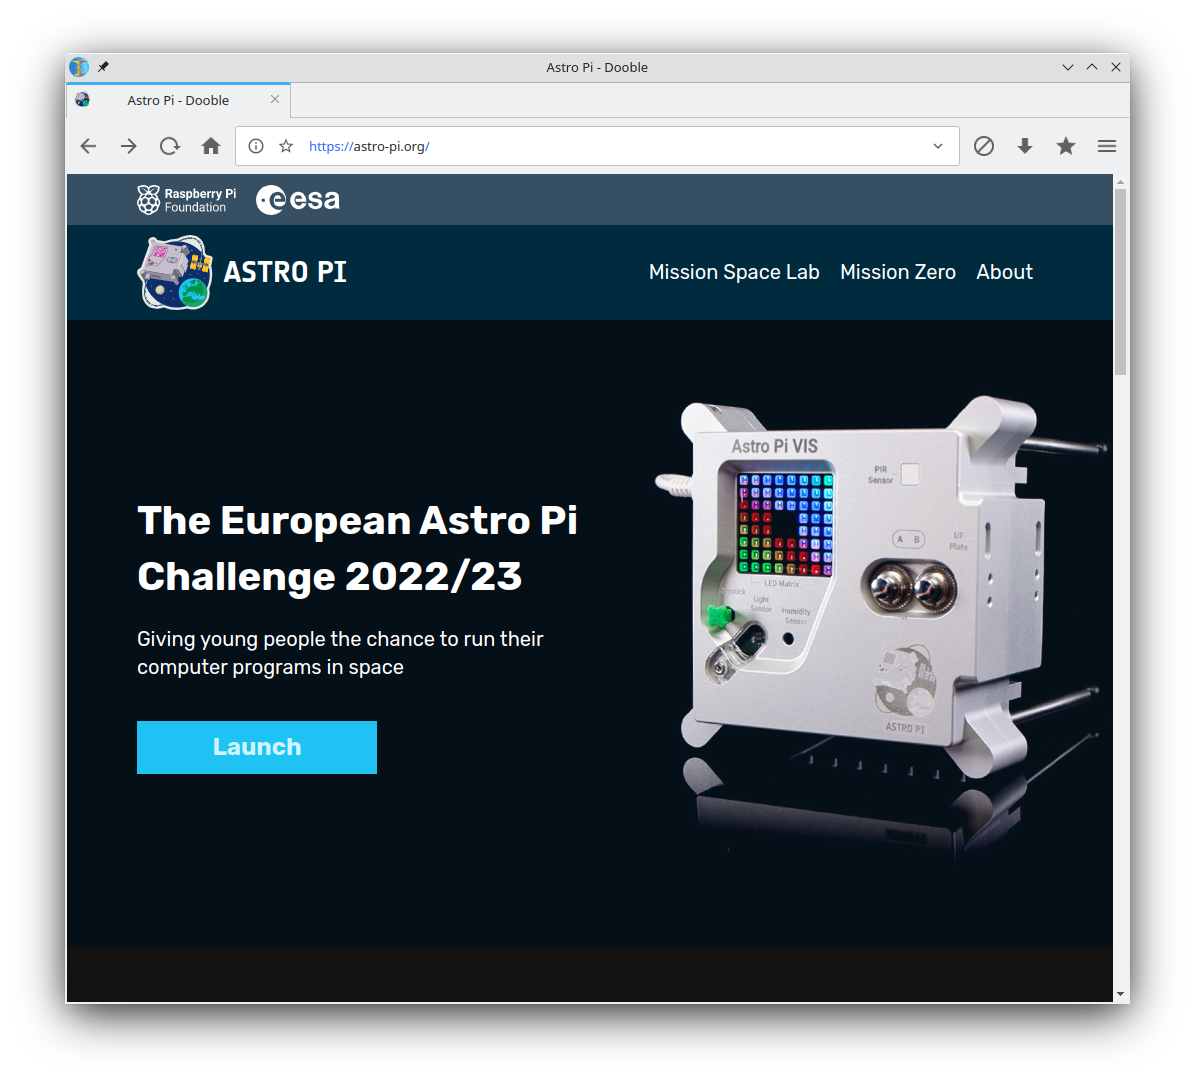 Astro Pi - Dooble
Astro Pi - Dooble
https://astro-pi.org/
Raspberry Pi
Foundation
esa
ASTRO PI
Mission Space Lab
Mission Zero
About
The European Astro Pi
Challenge 2022/23
Giving young people the chance to run their
computer programs in space
Launch
Astro Pi VIS
PIR
Sensor
A B
I/F
Plate
LED Matrix
Light
Sensor
Humidity
Sensor
ASTRO PI